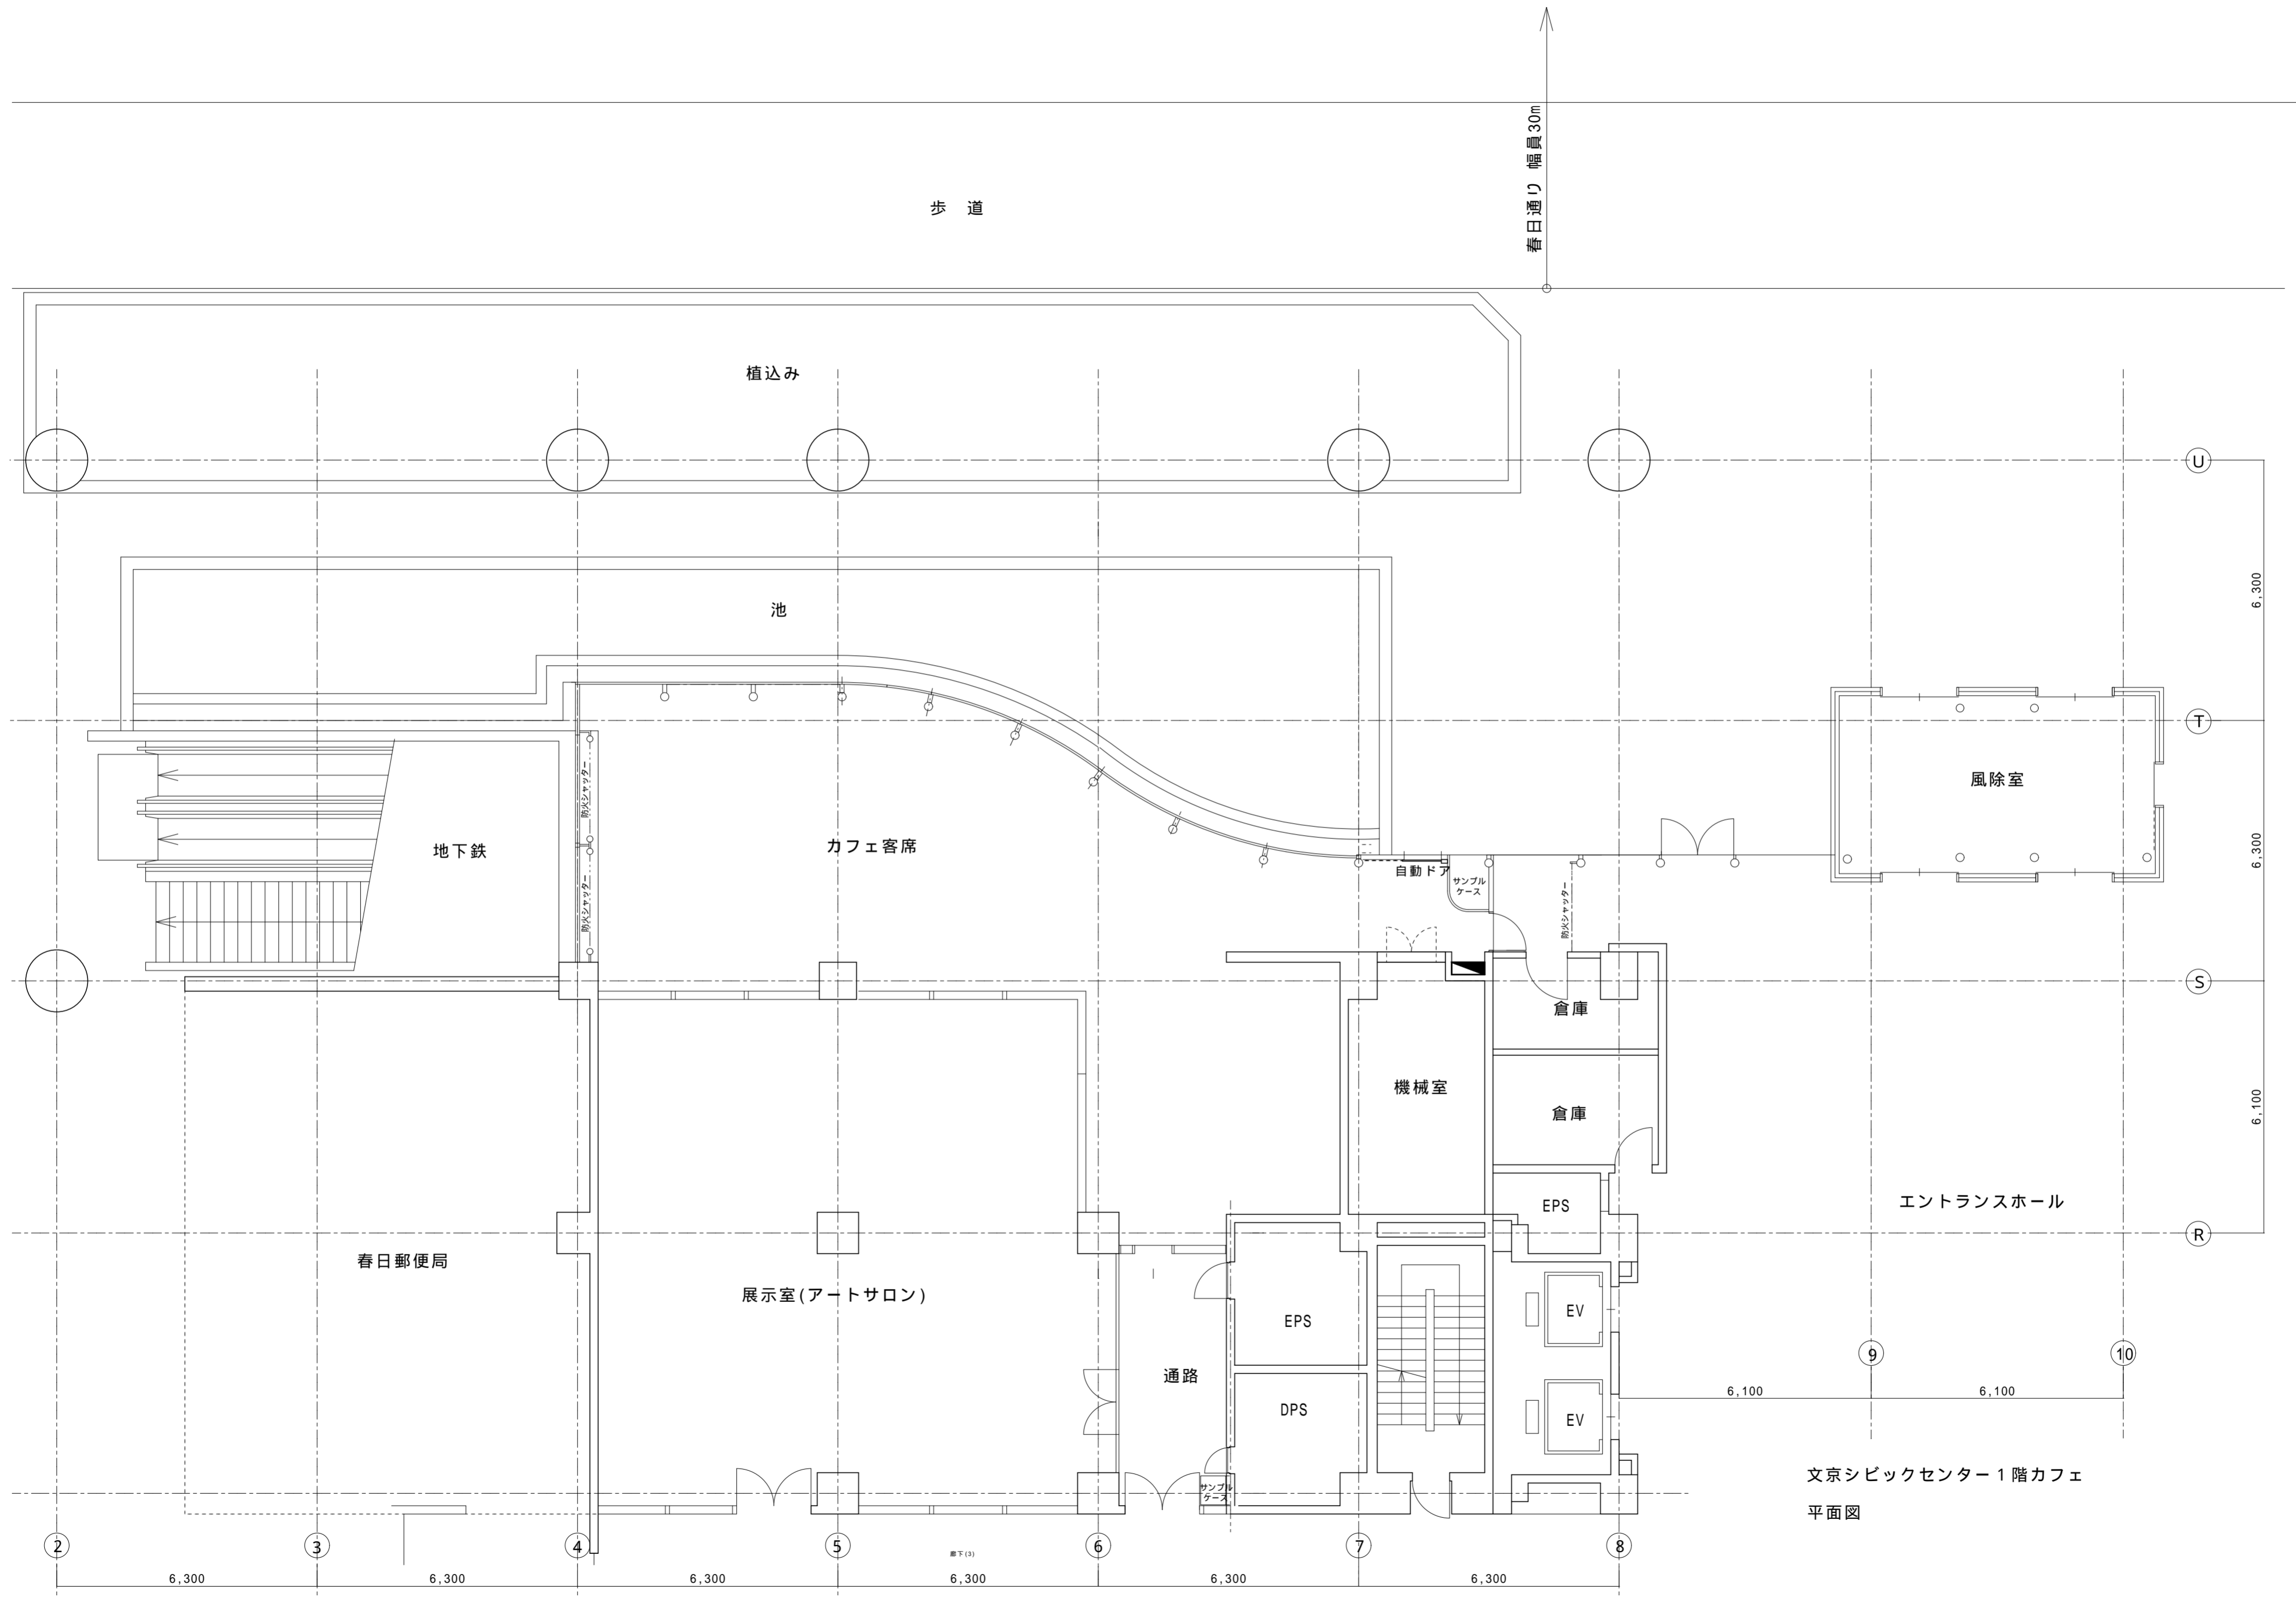 春日通り 幅員30m
歩 道
植込み
U
6,300
池
T
風除室
防火シャッター
カフェ客席
地下鉄
6,300
自動ドア
サンプル
ケース
防火シャッター
防火シャッター
S
倉庫
機械室
倉庫
6,100
エントランスホール
EPS
R
春日郵便局
展示室(アートサロン)
EPS
EV
9
10
通路
6,100
6,100
DPS
EV
文京シビックセンター１階カフェ
サンプル
ケース
平面図
2
3
4
5
6
7
8
廊下(3)
6,300
6,300
6,300
6,300
6,300
6,300